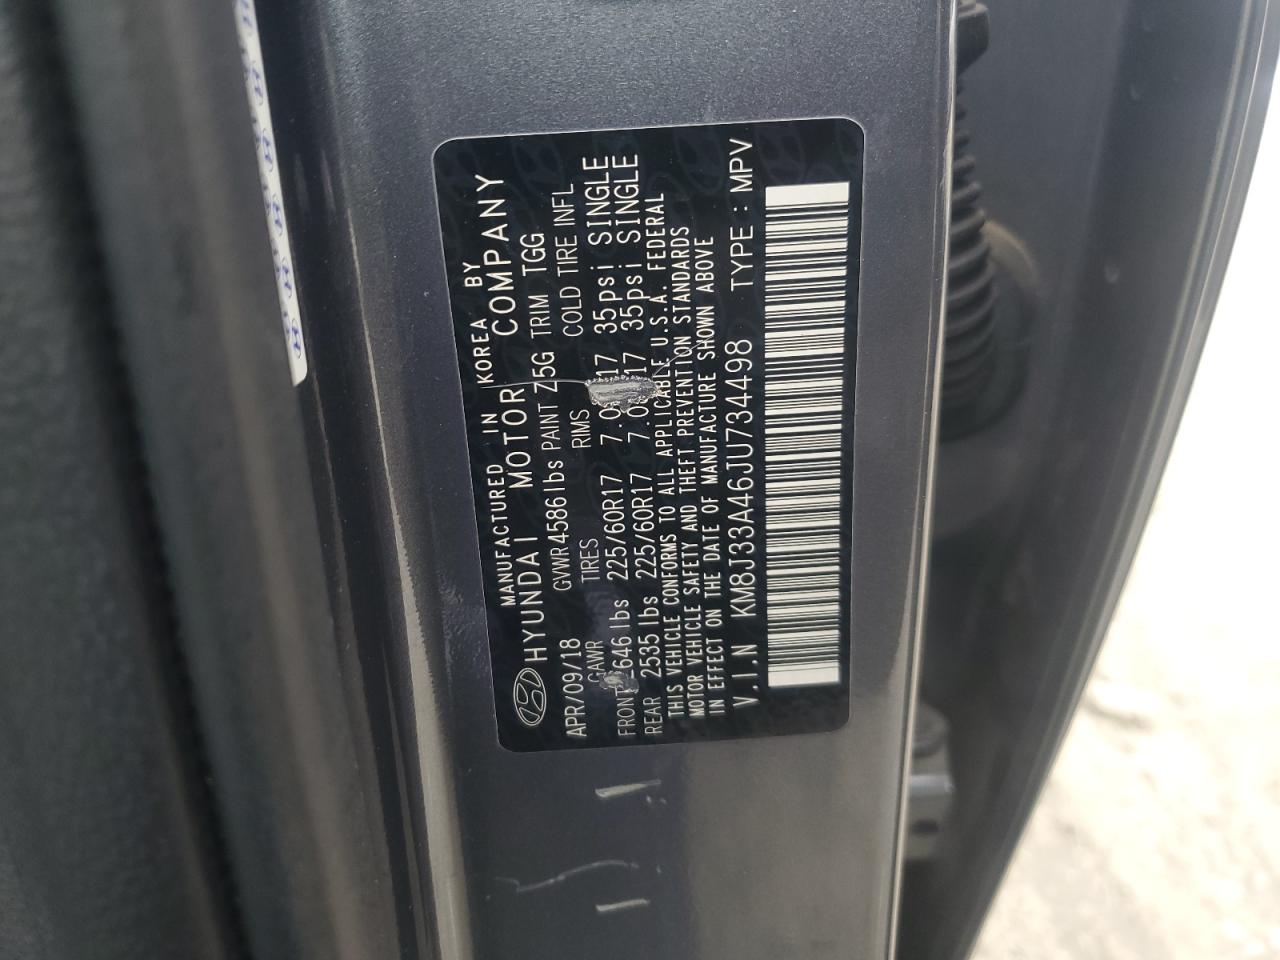 MANUFACTURED IN KOREA BY
HYUNDAI MOTOR COMPANY
APR/09/18 GVWR 4586 lbs PAINT Z5G TRIM TGG
GAWR TIRES RIMS COLD TIRE INFL
FRONT 2646 lbs 225/60R17 35psi SINGLE
REAR 2535 lbs 225/60R17 35psi SINGLE
THIS VEHICLE CONFORMS TO ALL APPLICABLE U.S.A. FEDERAL
MOTOR VEHICLE SAFETY AND THEFT PREVENTION STANDARDS
IN EFFECT ON THE DATE OF MANUFACTURE SHOWN ABOVE
V.I.N KM8J33A46JU734498 TYPE : MPV